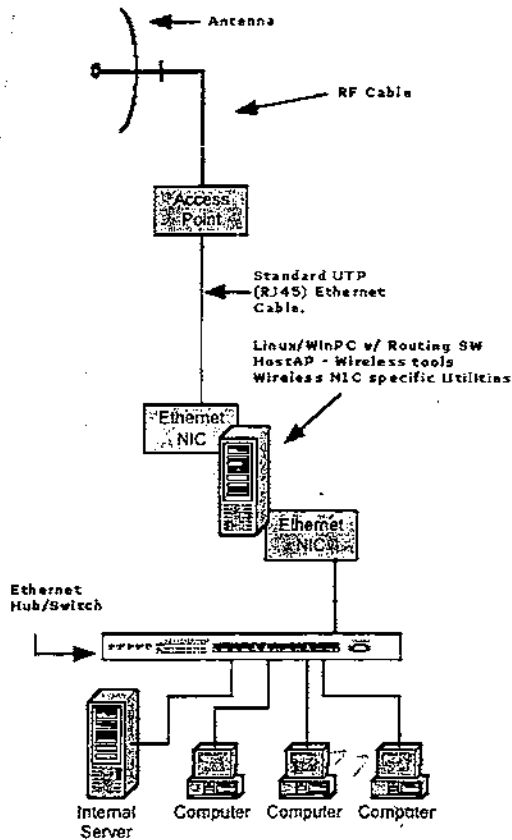 Antenna
RF Cable
Access
Point
Standard UTP
(RJ45) Ethernet
Cable.
Linux/WinPC w/ Routing SW
HostAP - Wireless tools
Wireless NIC specific Utilities
Ethernet
NIC
Ethernet
NIC
Ethernet
Hub/Switch
Internal
Server
Computer
Computer
Computer